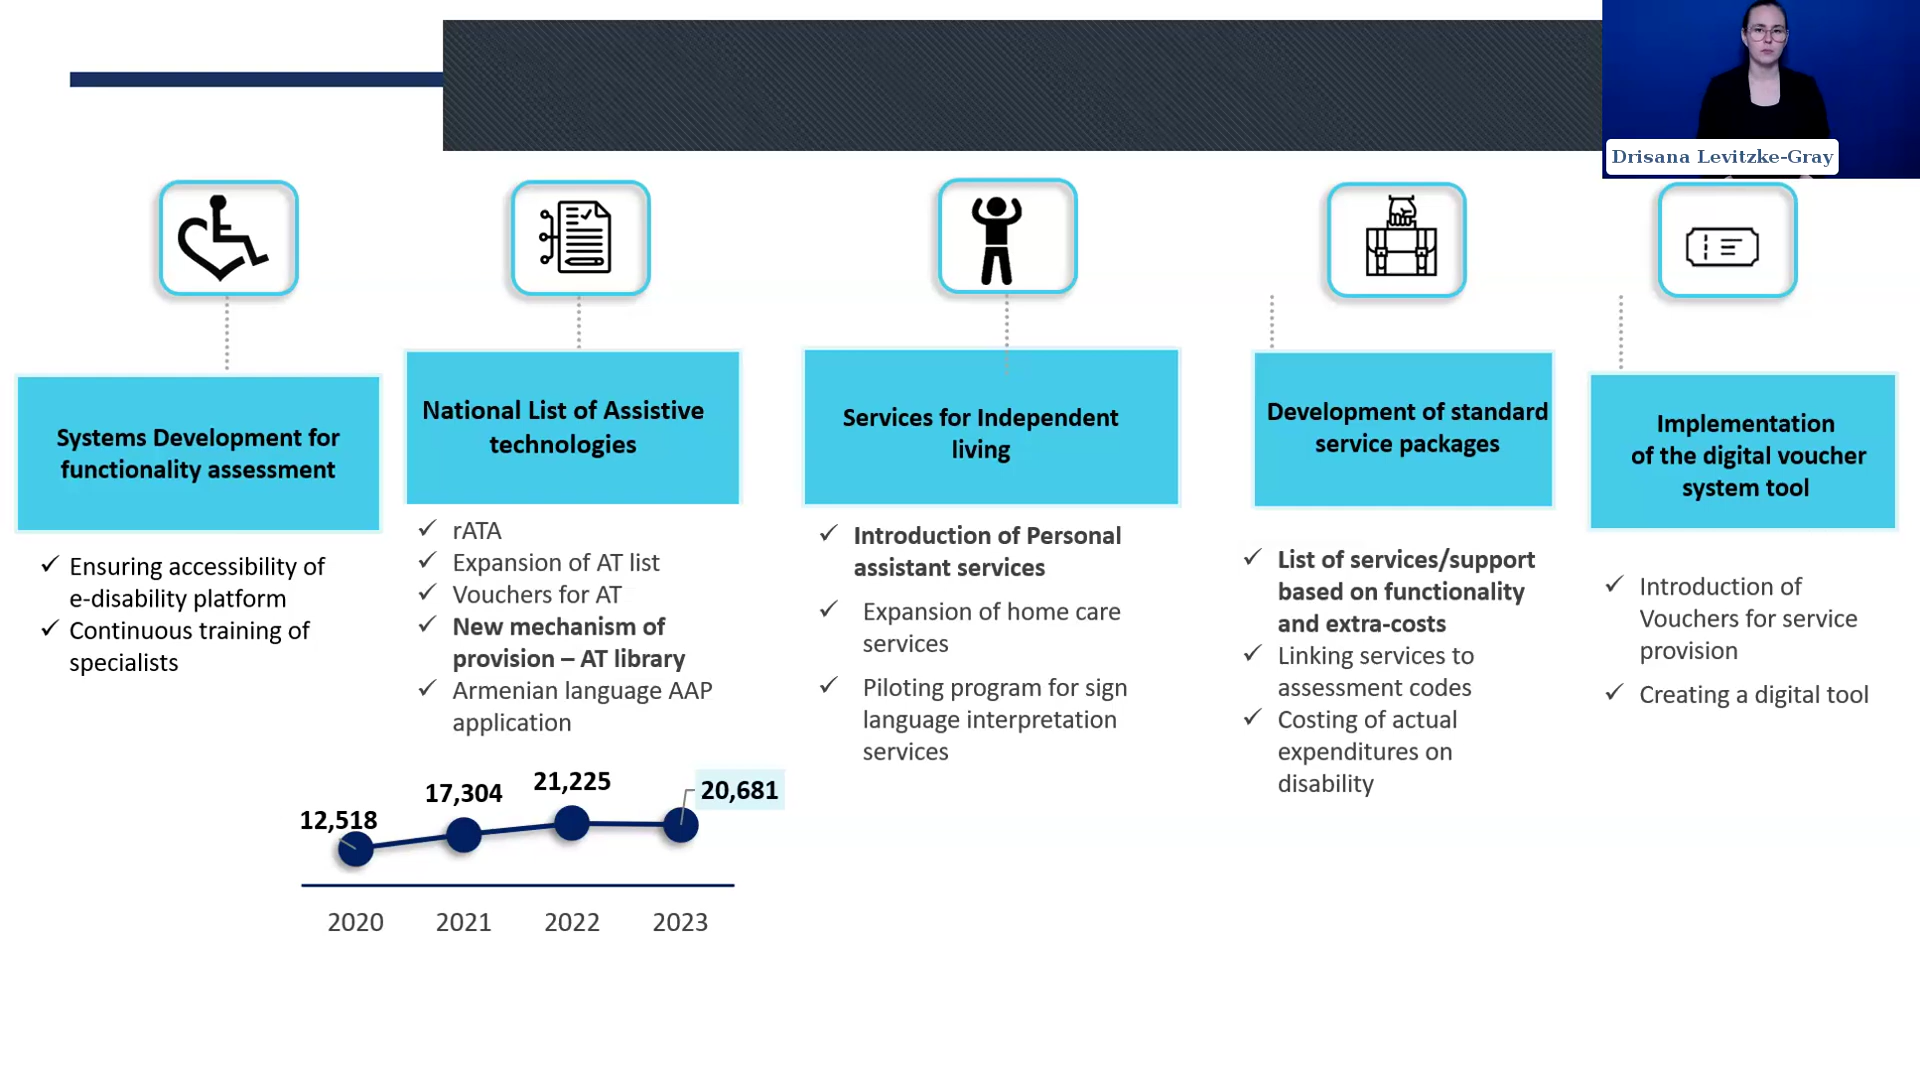 Drisana Levitzke-Gray
Systems Development for
functionality assessment
Ensuring accessibility of
e-disability platform
Continuous training of
specialists
National List of Assistive
technologies
rATA
Expansion of AT list
Vouchers for AT
New mechanism of
provision – AT library
Armenian language AAP
application
12,518
17,304
21,225
20,681
2020
2021
2022
2023
Services for Independent
living
Introduction of Personal
assistant services
Expansion of home care
services
Piloting program for sign
language interpretation
services
Development of standard
service packages
List of services/support
based on functionality
and extra-costs
Linking services to
assessment codes
Costing of actual
expenditures on
disability
Implementation
of the digital voucher
system tool
Introduction of
Vouchers for service
provision
Creating a digital tool